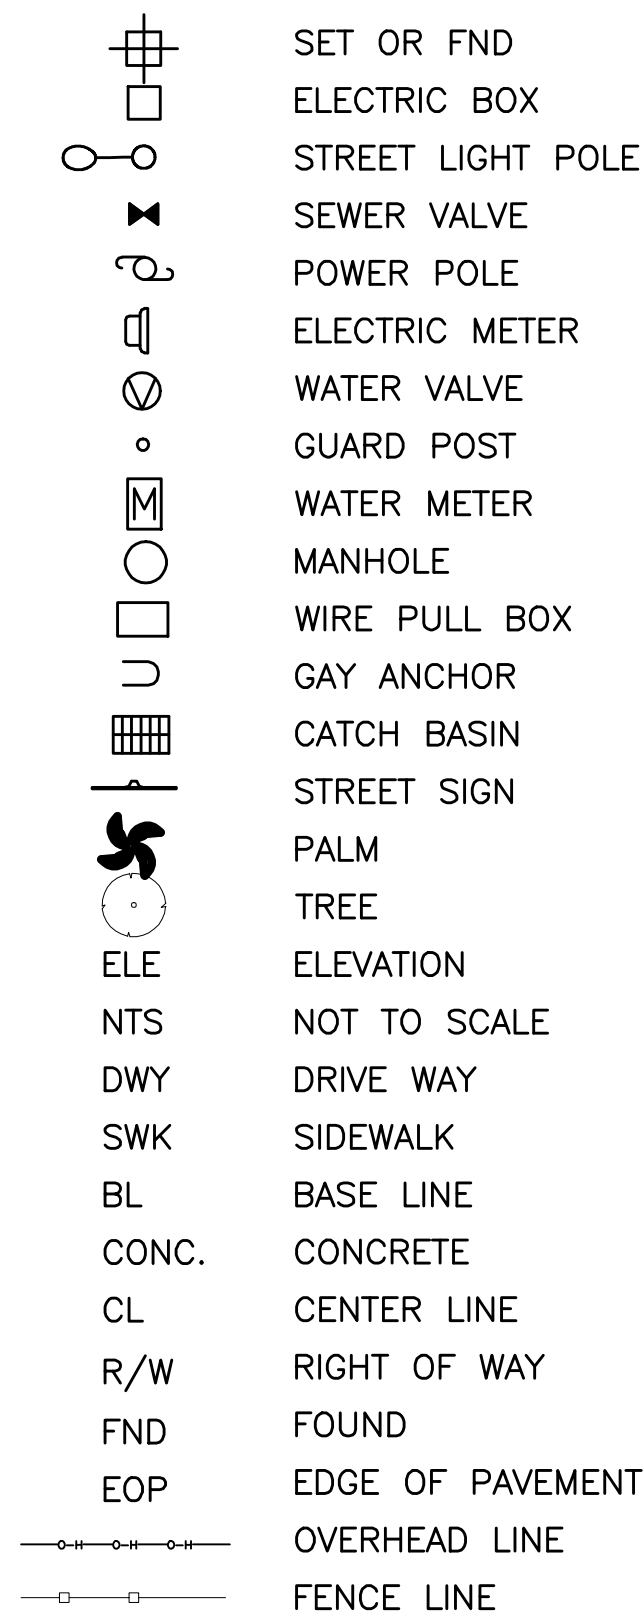 SET OR FND
ELECTRIC BOX
STREET LIGHT POLE
SEWER VALVE
POWER POLE
ELECTRIC METER
WATER VALVE
GUARD POST
M WATER METER
MANHOLE
WIRE PULL BOX
GAY ANCHOR
CATCH BASIN
STREET SIGN
PALM
TREE
ELE ELEVATION
NTS NOT TO SCALE
DWY DRIVE WAY
SWK SIDEWALK
BL BASE LINE
CONC. CONCRETE
CL CENTER LINE
R/W RIGHT OF WAY
FND FOUND
EOP EDGE OF PAVEMENT
O-H O-H O-H OVERHEAD LINE
FENCE LINE